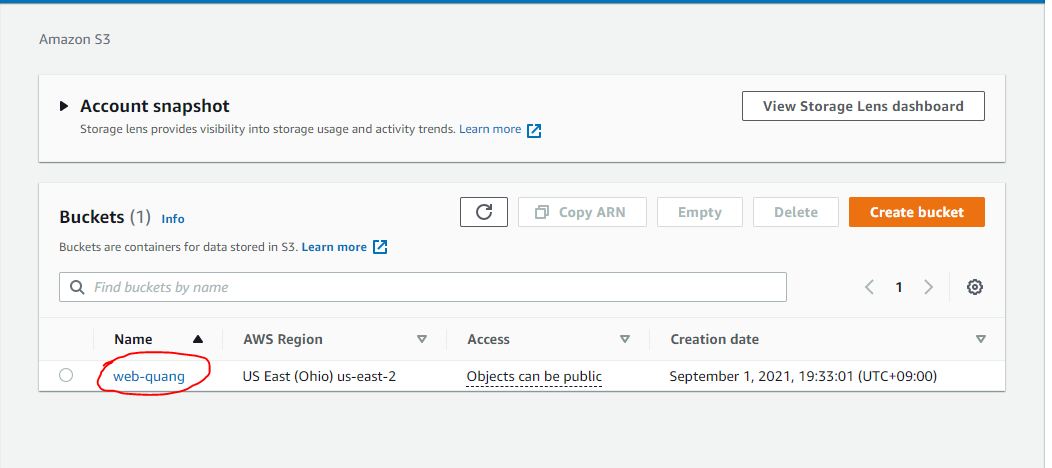 Amazon S3
Account snapshot
View Storage Lens dashboard
Storage lens provides visibility into storage usage and activity trends. Learn more
Buckets (1) Info
Copy ARN
Empty
Delete
Create bucket
Buckets are containers for data stored in S3. Learn more
Find buckets by name
1
Name AWS Region Access Creation date
web-quang US East (Ohio) us-east-2 Objects can be public September 1, 2021, 19:33:01 (UTC+09:00)